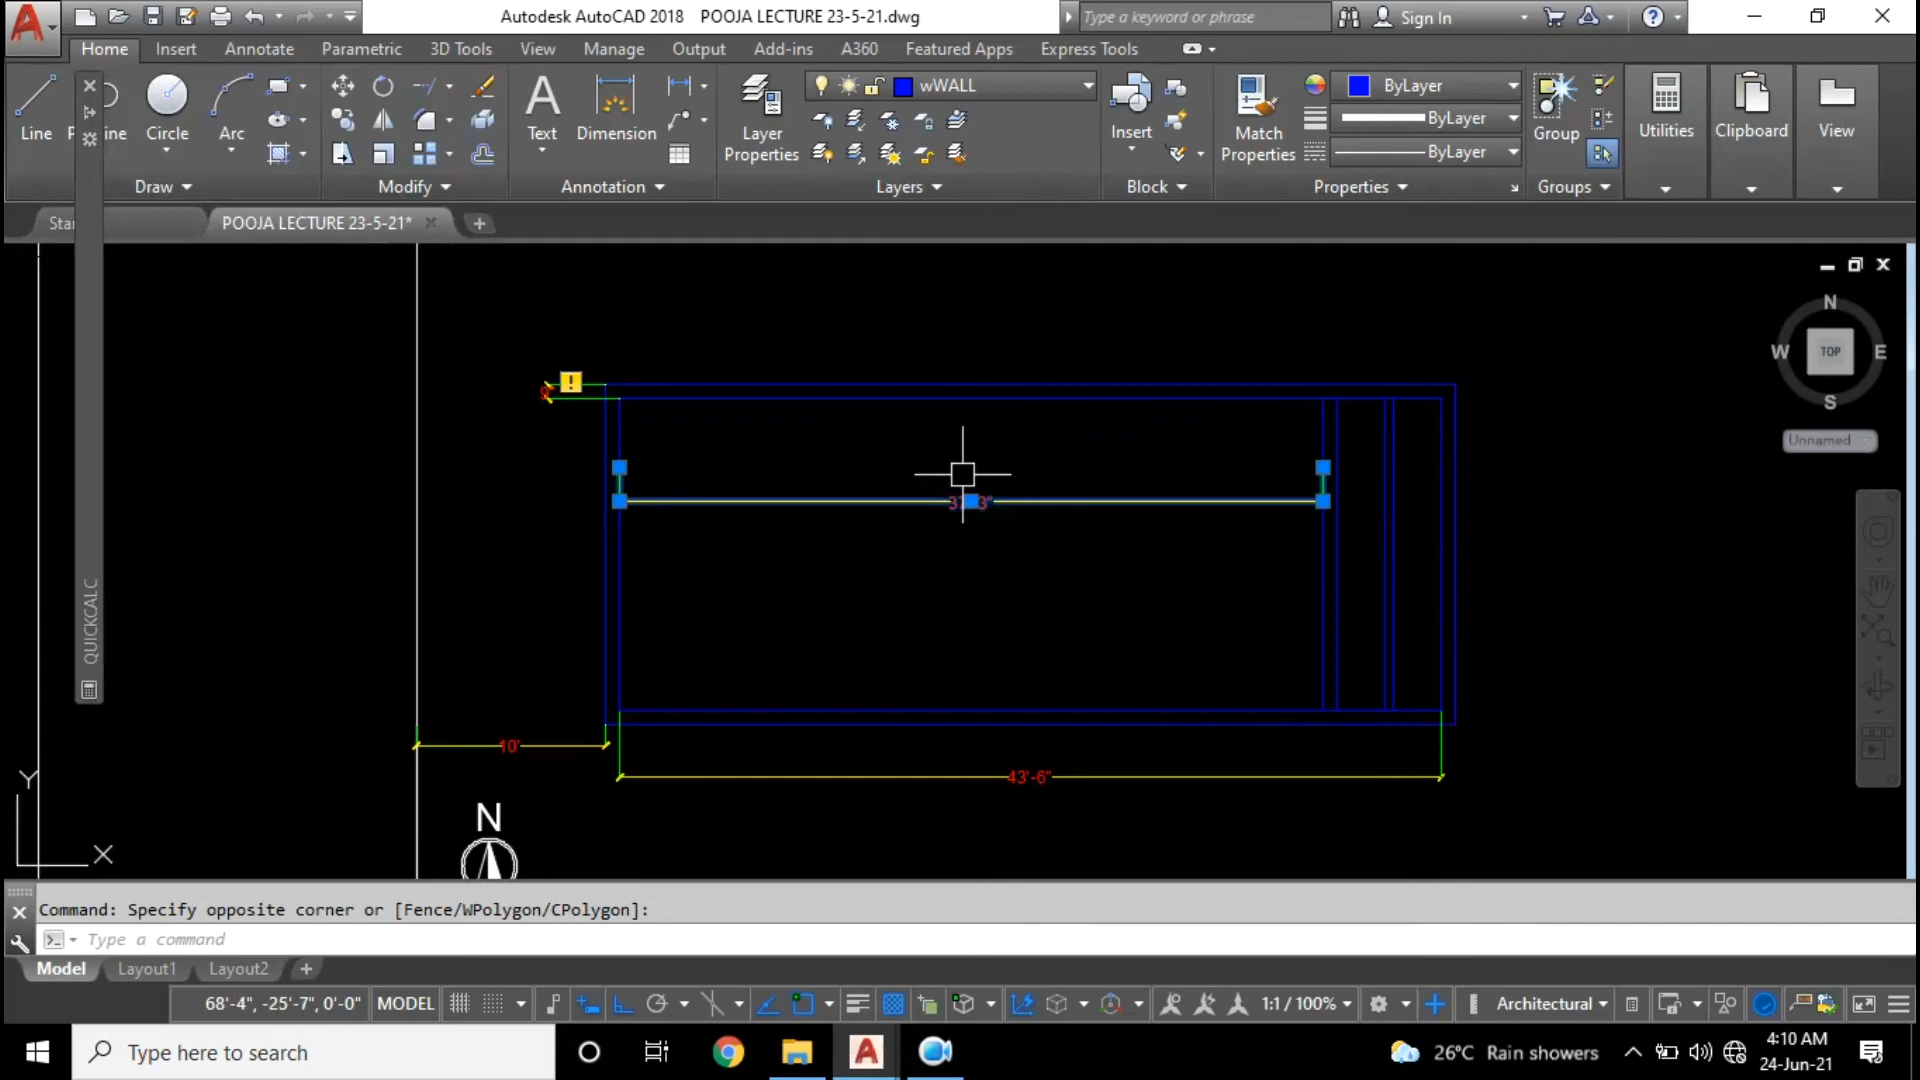 Autodesk AutoCAD 2018 POOJA LECTURE 23-5-21.dwg
Type a keyword or phrase
Sign In
Home Insert Annotate Parametric 3D Tools View Manage Output Add-ins A360 Featured Apps Express Tools
wWALL
ByLayer
ByLayer
ByLayer
Line Circle Arc Text Dimension
Layer Properties
Insert
Match Properties
Group
Utilities
Clipboard
View
Draw Modify Annotation Layers Block Properties Groups
POOJA LECTURE 23-5-21*
N
W TOP E
S
Unnamed
QUICKCALC
10'
43'-6"
N
Y
X
Command: Specify opposite corner or [Fence/WPolygon/CPolygon]:
Type a command
Model Layout1 Layout2
68'-4", -25'-7", 0'-0" MODEL 1:1 / 100% Architectural
Type here to search
26°C Rain showers
4:10 AM
24-Jun-21